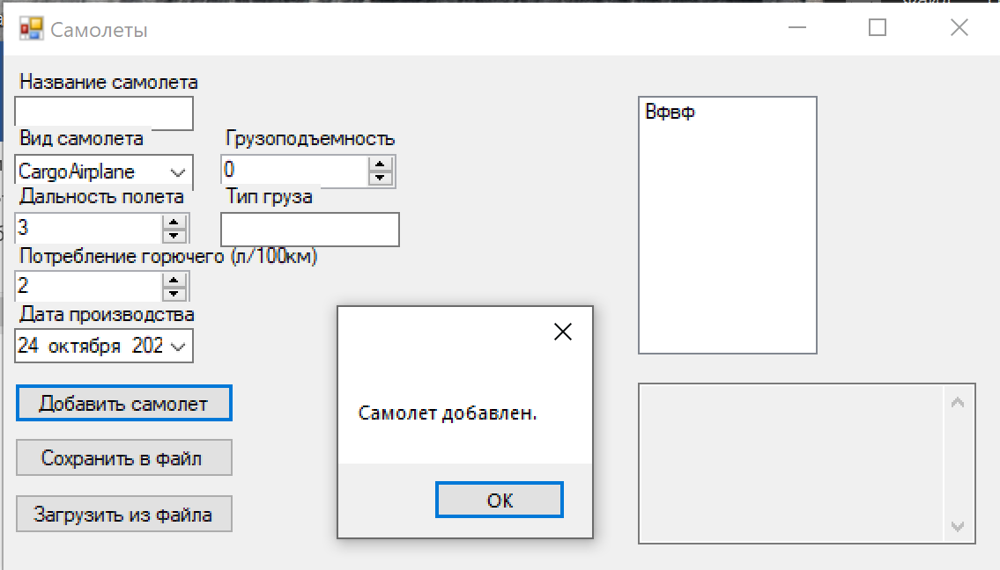 Самолеты
Название самолета
Вфвф
Вид самолета
Грузоподъемность
CargoAirplane
0
Дальность полета
Тип груза
3
Потребление горючего (л/100км)
2
Дата производства
24 октября 202
Добавить самолет
Самолет добавлен.
Сохранить в файл
OK
Загрузить из файла